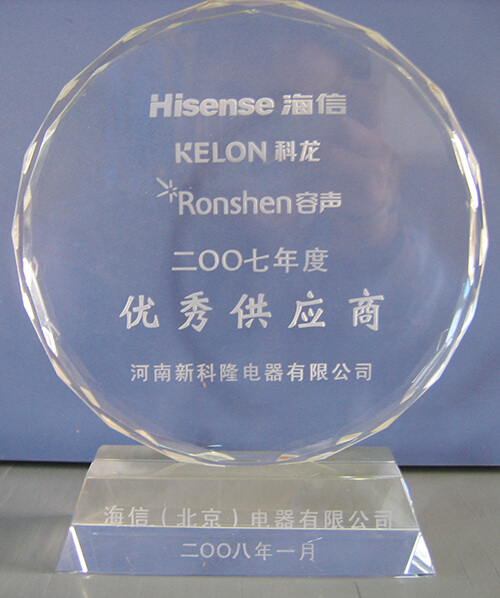 Hisense 海信
KELON 科龙
Ronshen 容声
二OO七年度
优秀供应商
河南新科隆电器有限公司
海信（北京）电器有限公司
二OO八年一月